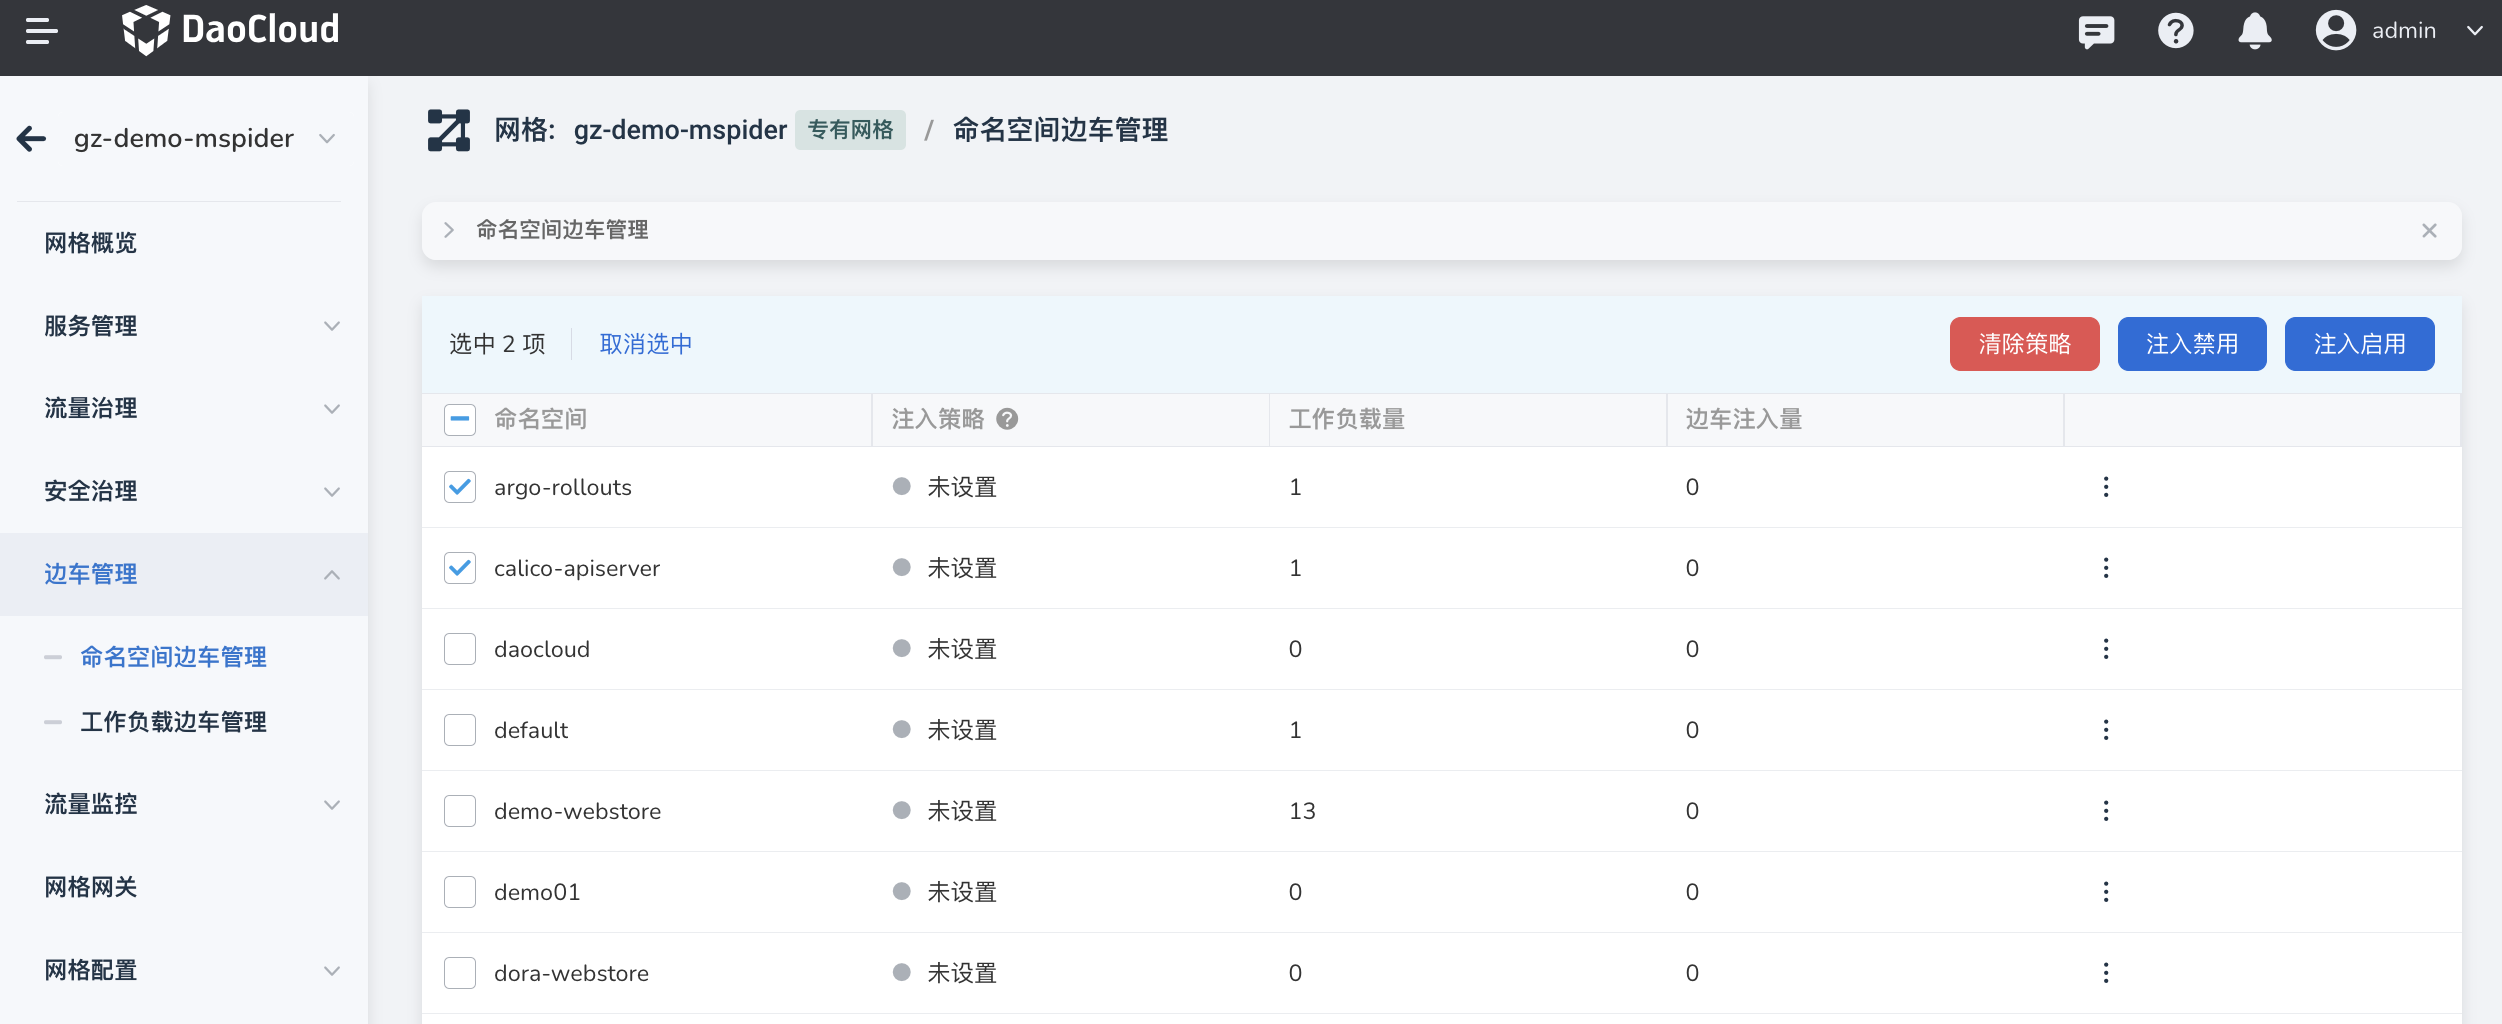 DaoCloud
admin
gz-demo-mspider
网格概览
服务管理
流量治理
安全治理
边车管理
命名空间边车管理
工作负载边车管理
流量监控
网格网关
网格配置
网格: gz-demo-mspider 专有网格 / 命名空间边车管理
命名空间边车管理
选中 2 项 取消选中 清除策略 注入禁用 注入启用
命名空间 注入策略 工作负载量 边车注入量
argo-rollouts 未设置 1 0
calico-apiserver 未设置 1 0
daocloud 未设置 0 0
default 未设置 1 0
demo-webstore 未设置 13 0
demo01 未设置 0 0
dora-webstore 未设置 0 0